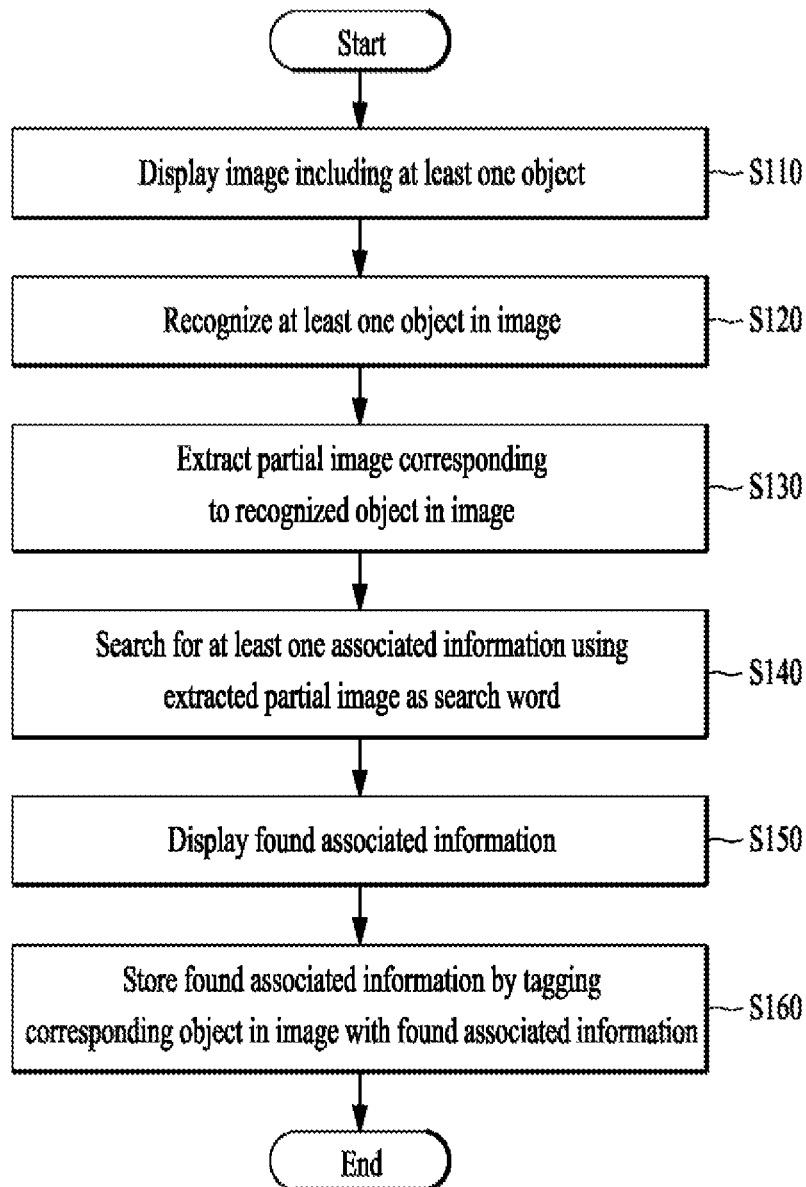 Start
Display image including at least one object
S110
Recognize at least one object in image
S120
Extract partial image corresponding
to recognized object in image
S130
Search for at least one associated information using
extracted partial image as search word
S140
Display found associated information
S150
Store found associated information by tagging
corresponding object in image with found associated information
S160
End